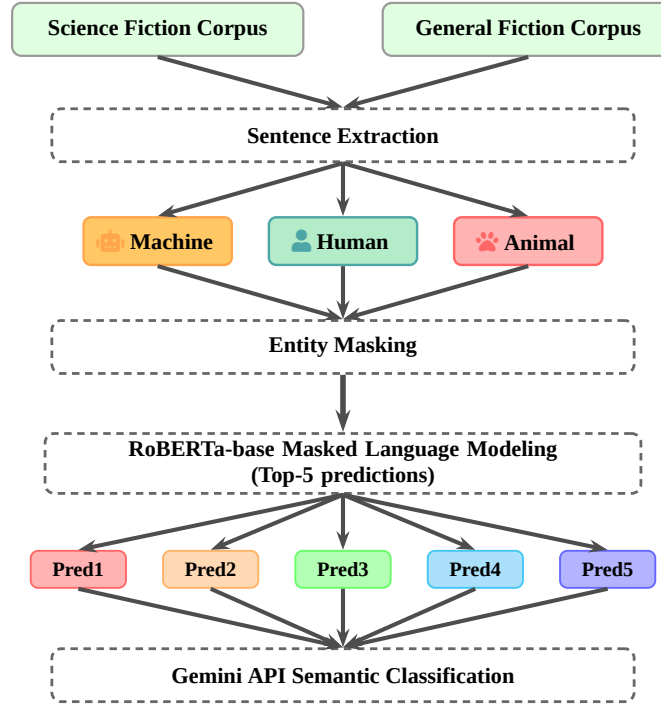 Science Fiction Corpus
General Fiction Corpus
Sentence Extraction
Machine
Human
Animal
Entity Masking
RoBERTa-base Masked Language Modeling
(Top-5 predictions)
Pred1
Pred2
Pred3
Pred4
Pred5
Gemini API Semantic Classification